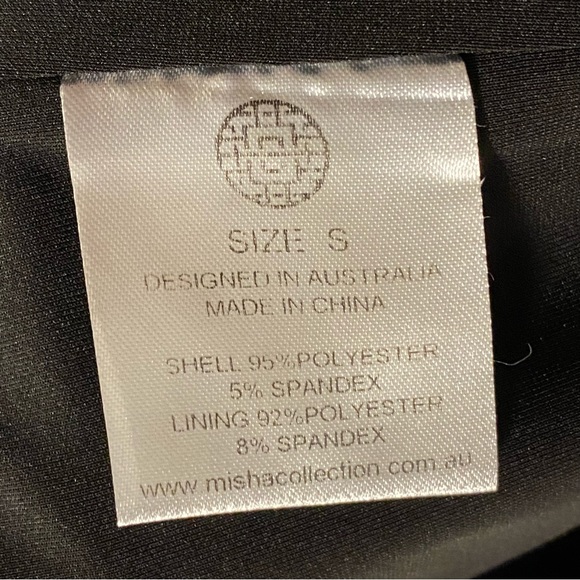 SIZE S
DESIGNED IN AUSTRALIA
MADE IN CHINA
SHELL 95%POLYESTER
5% SPANDEX
LINING 92%POLYESTER
8% SPANDEX
www.mishacollection.com.au